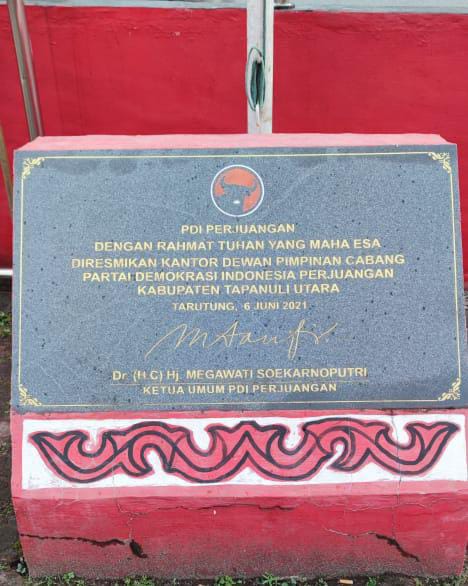 PDI PERJUANGAN
DENGAN RAHMAT TUHAN YANG MAHA ESA
DIRESMIKAN KANTOR DEWAN PIMPINAN CABANG
PARTAI DEMOKRASI INDONESIA PERJUANGAN
KABUPATEN TAPANULI UTARA
TARUTUNG, 6 JUNI 2021
Dr. (H.C) Hj. MEGAWATI SOEKARNOPUTRI
KETUA UMUM PDI PERJUANGAN